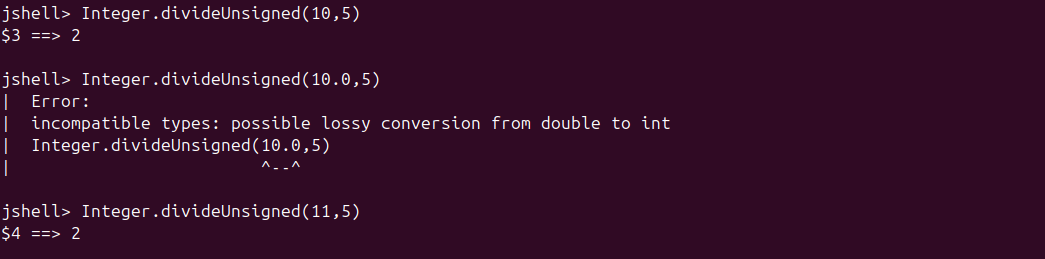 jshell> Integer.divideUnsigned(10,5)
$3 ==> 2
jshell> Integer.divideUnsigned(10.0,5)
|  Error:
|  incompatible types: possible lossy conversion from double to int
|  Integer.divideUnsigned(10.0,5)
|                         ^--^
jshell> Integer.divideUnsigned(11,5)
$4 ==> 2